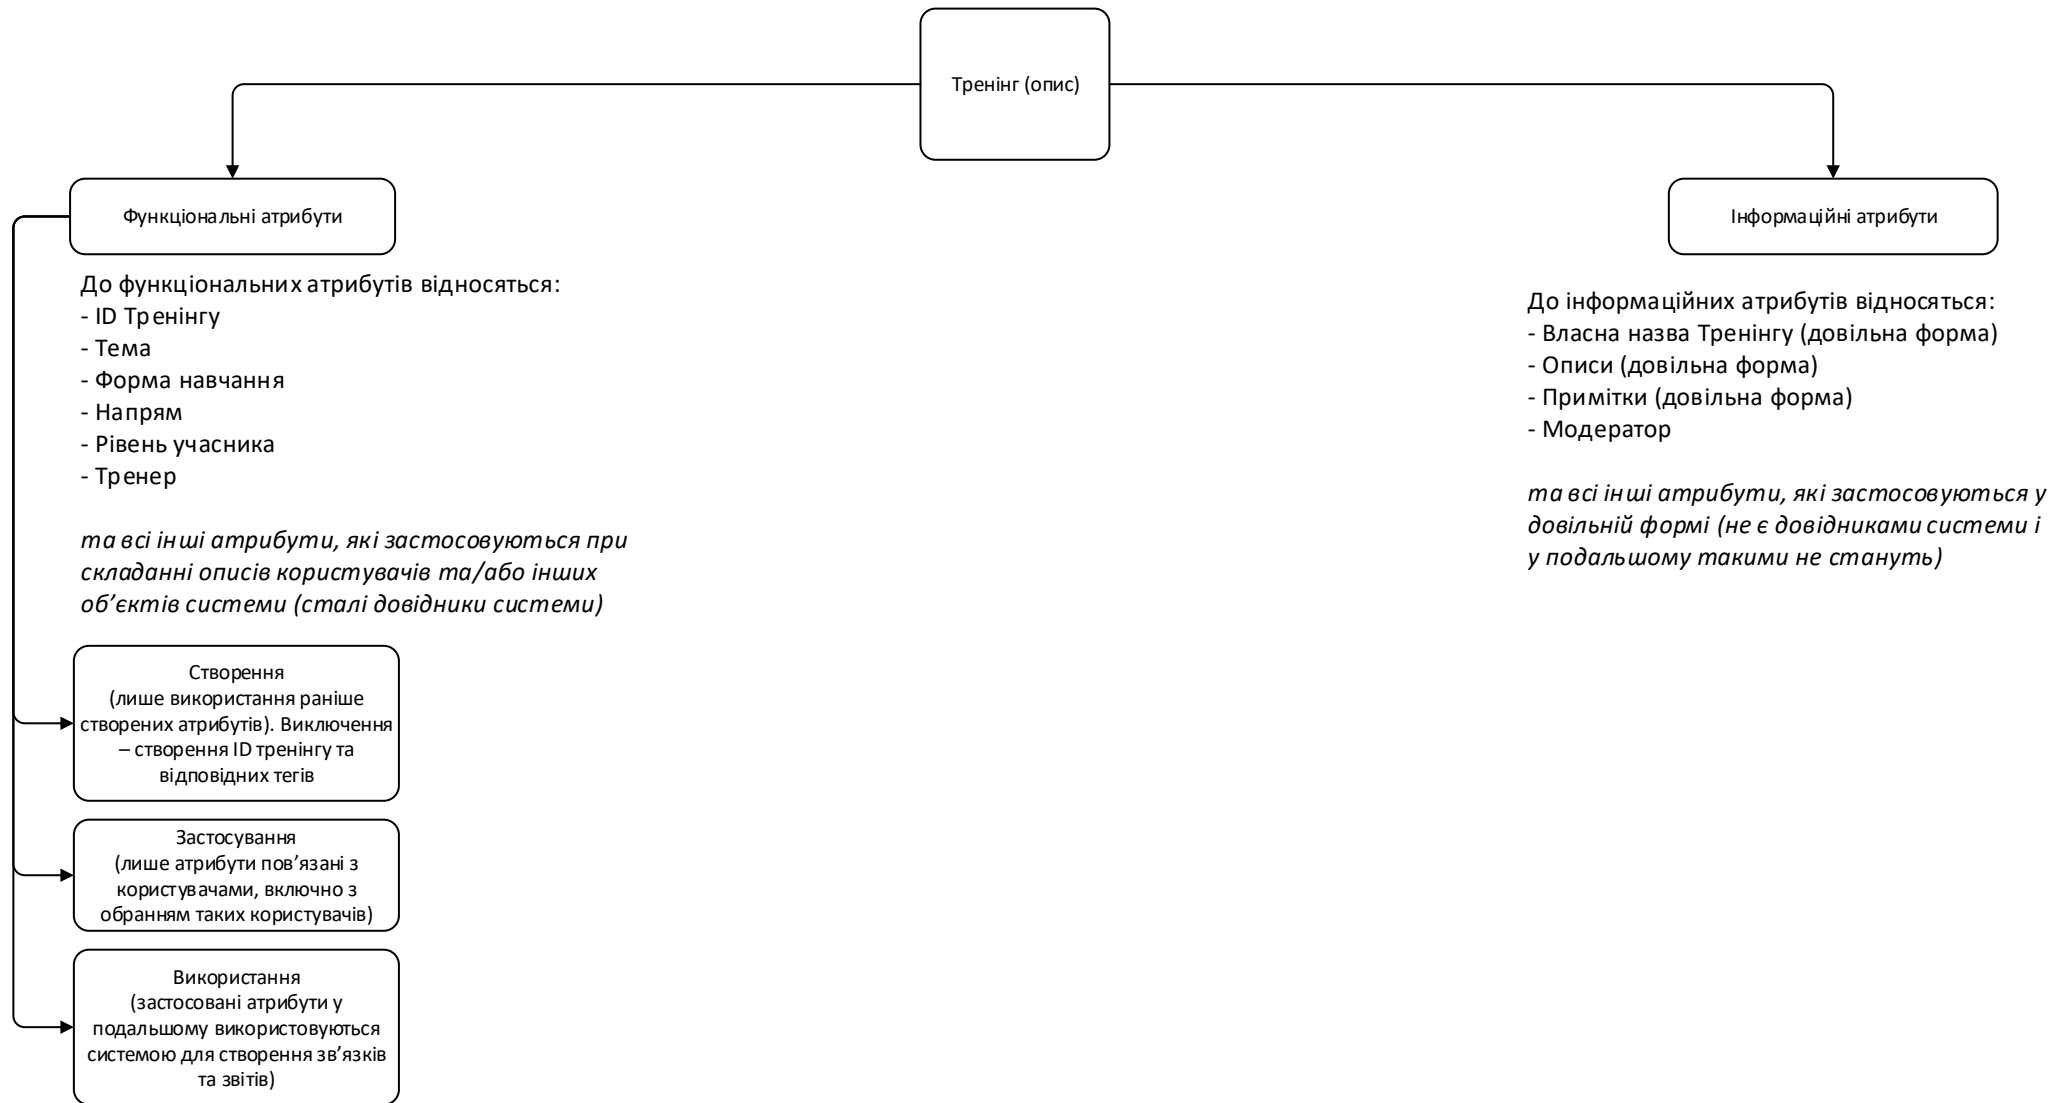 Тренінг (опис)
Функціональні атрибути
До функціональних атрибутів відносяться:
- ID Тренінгу
- Тема
- Форма навчання
- Напрям
- Рівень учасника
- Тренер
та всі інші атрибути, які застосовуються при
складанні описів користувачів та/або інших
об’єктів системи (сталі довідники системи)
Створення
(лише використання раніше
створених атрибутів). Виключення
– створення ID тренінгу та
відповідних тегів
Застосування
(лише атрибути пов’язані з
користувачами, включно з
обранням таких користувачів)
Використання
(застосовані атрибути у
подальшому використовуються
системою для створення зв’язків
та звітів)
Інформаційні атрибути
До інформаційних атрибутів відносяться:
- Власна назва Тренінгу (довільна форма)
- Описи (довільна форма)
- Примітки (довільна форма)
- Модератор
та всі інші атрибути, які застосовуються у
довільній формі (не є довідниками системи і
у подальшому такими не стануть)